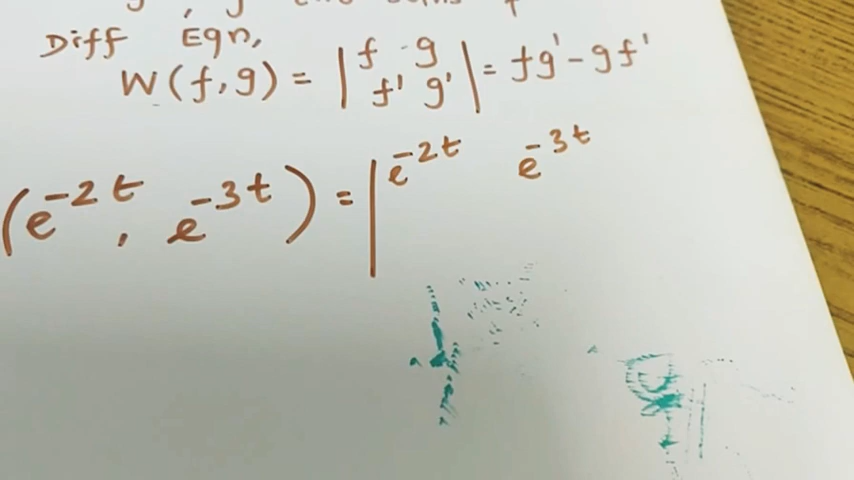 Diff Eqn,
W(f,g) = | f g | = fg' - gf'
| f' g' |
(e^-2t, e^-3t) = | e^-2t e^-3t